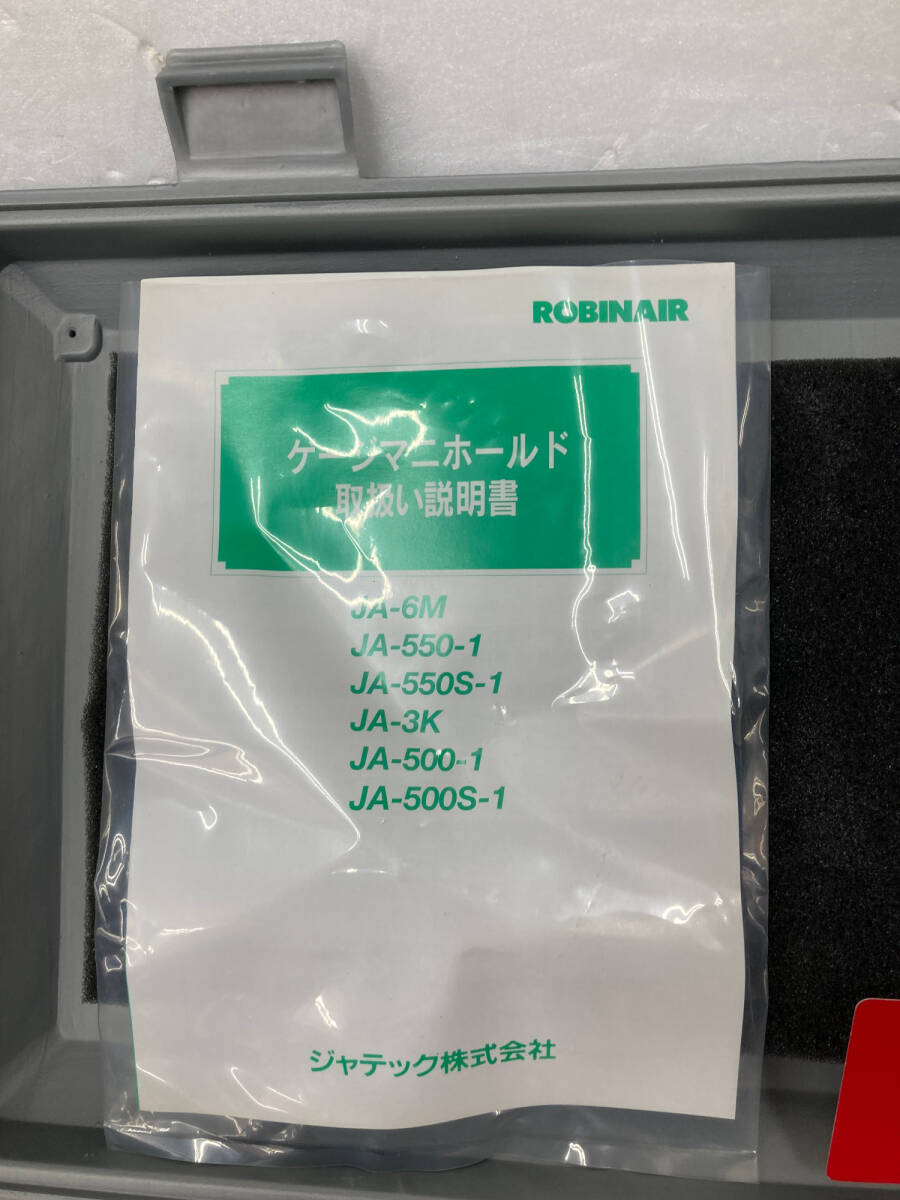 ROBINAIR
ゲージマニホールド
取扱い説明書
JA-6M
JA-550-1
JA-550S-1
JA-3K
JA-500-1
JA-500S-1
ジャテック株式会社